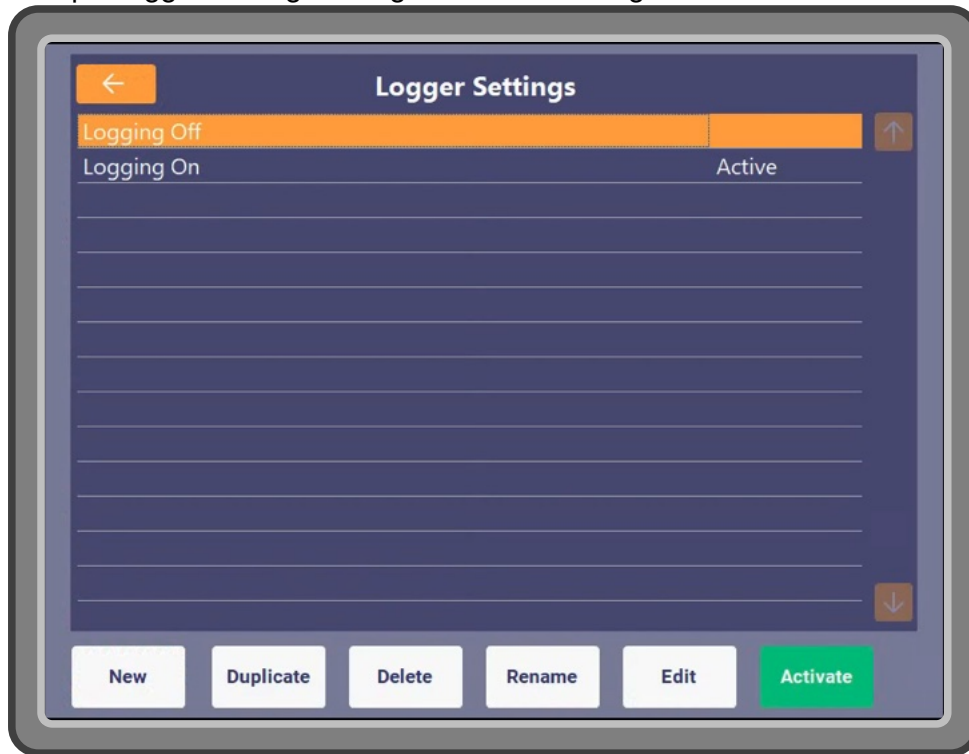 Logger Settings
Logging Off
Logging On Active
New Duplicate Delete Rename Edit Activate